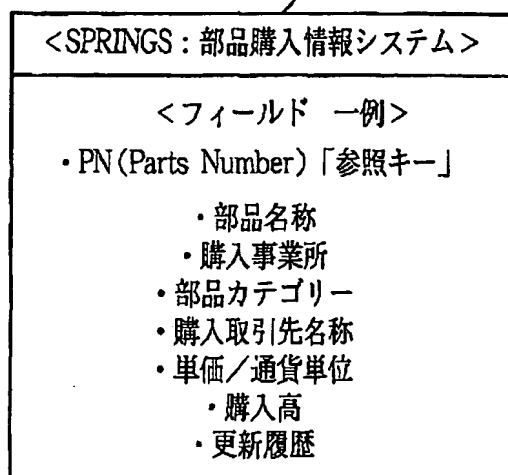 <SPRINGS：部品購入情報システム>
<フィールド 一例>
・PN(Parts Number)「参照キー」
・部品名称
・購入事業所
・部品カテゴリー
・購入取引先名称
・単価／通貨単位
・購入高
・更新履歴